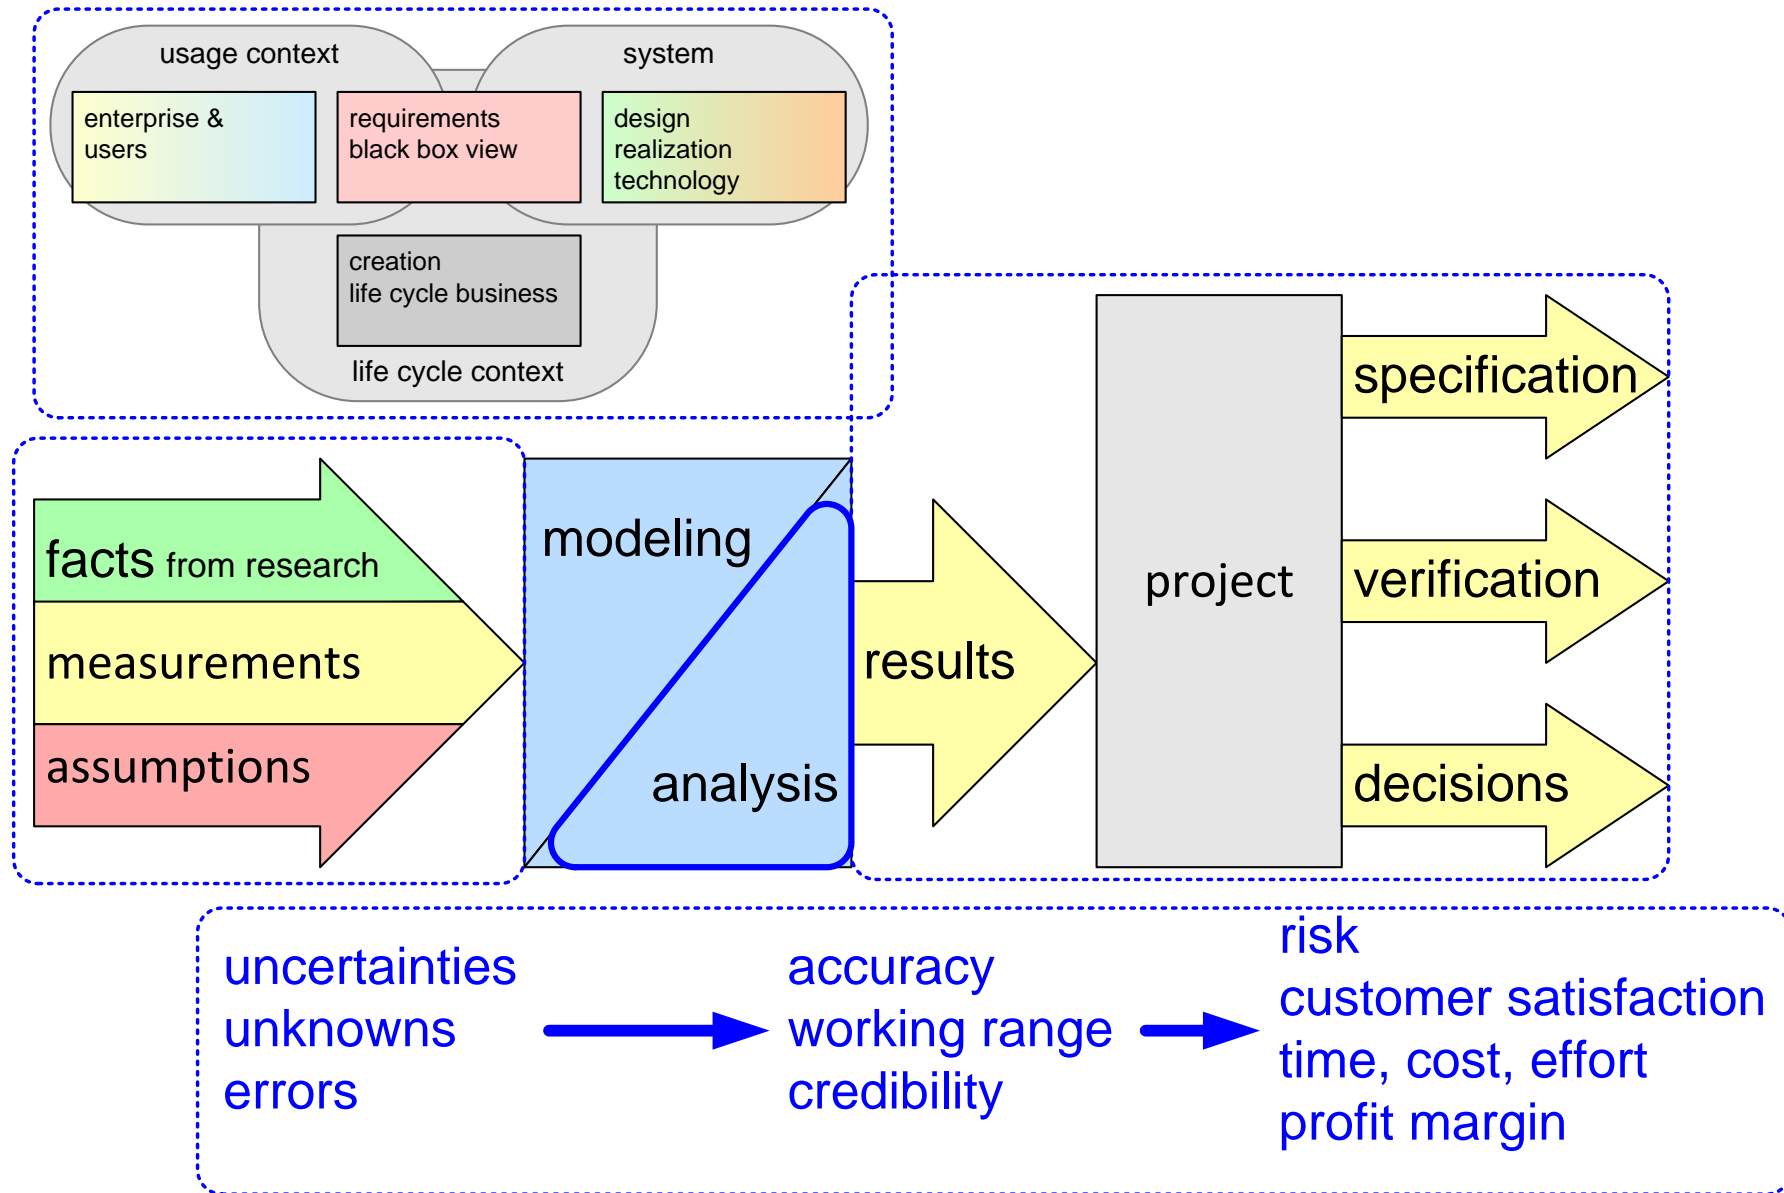 usage context
system
enterprise &
users
requirements
black box view
design
realization
technology
creation
life cycle business
life cycle context
facts from research
measurements
assumptions
modeling
analysis
results
project
specification
verification
decisions
uncertainties
unknowns
errors
accuracy
working range
credibility
risk
customer satisfaction
time, cost, effort
profit margin